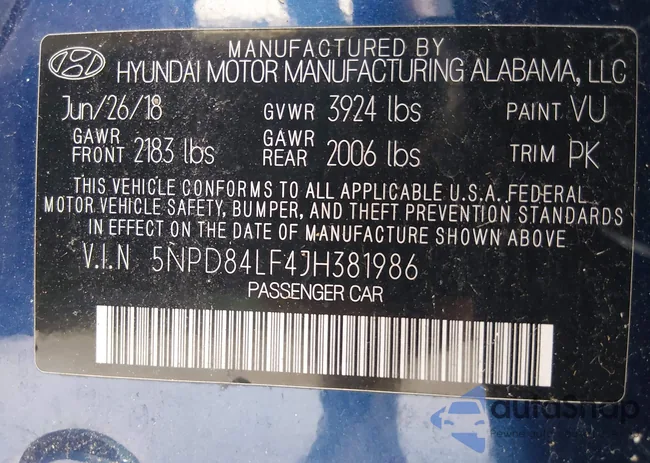 MANUFACTURED BY
HYUNDAI MOTOR MANUFACTURING ALABAMA, LLC
Jun/26/18 GVWR 3924 lbs PAINT VU
GAWR FRONT 2183 lbs GAWR REAR 2006 lbs TRIM PK
THIS VEHICLE CONFORMS TO ALL APPLICABLE U.S.A. FEDERAL
MOTOR VEHICLE SAFETY, BUMPER, AND THEFT PREVENTION STANDARDS
IN EFFECT ON THE DATE OF MANUFACTURE SHOWN ABOVE
V.I.N 5NPD84LF4JH381986
PASSENGER CAR
autoShop